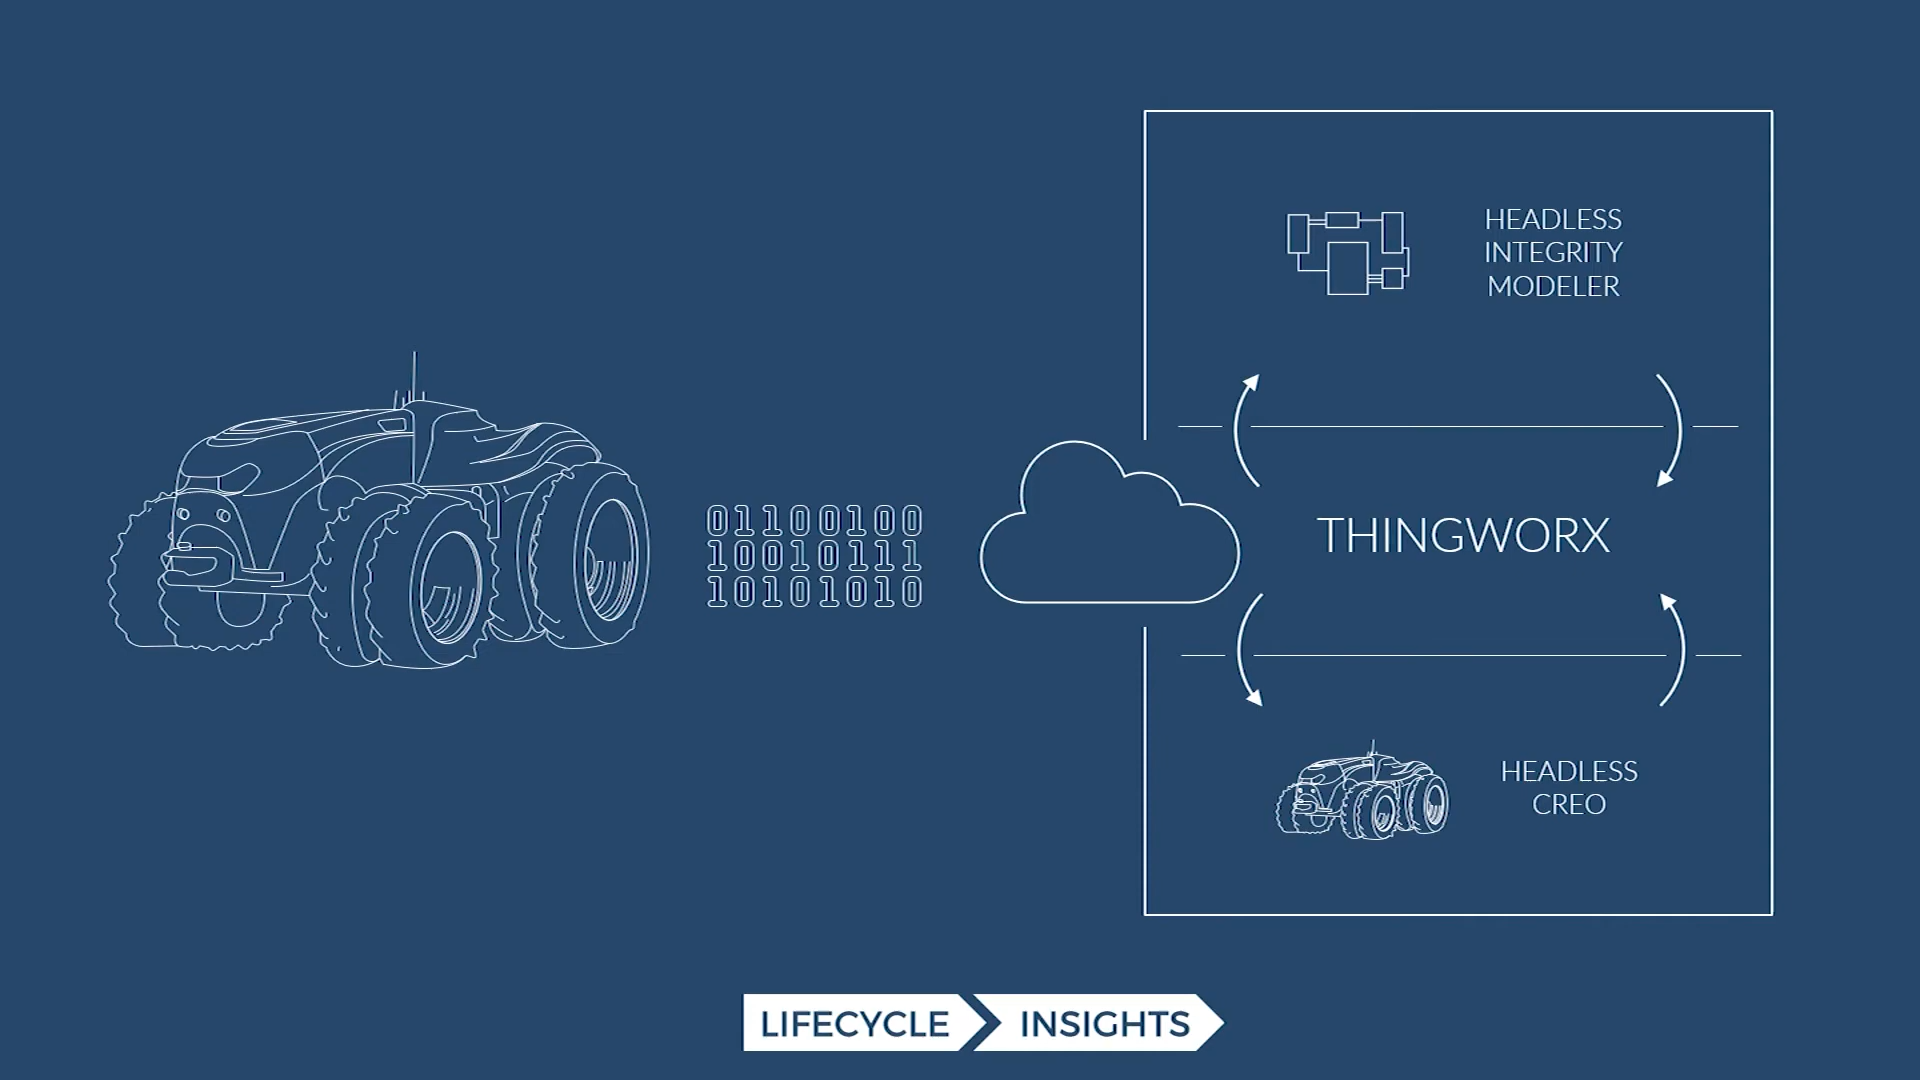 HEADLESS
INTEGRITY
MODELER
01100100
10010111
10101010
THINGWORX
HEADLESS
CREO
LIFECYCLE INSIGHTS